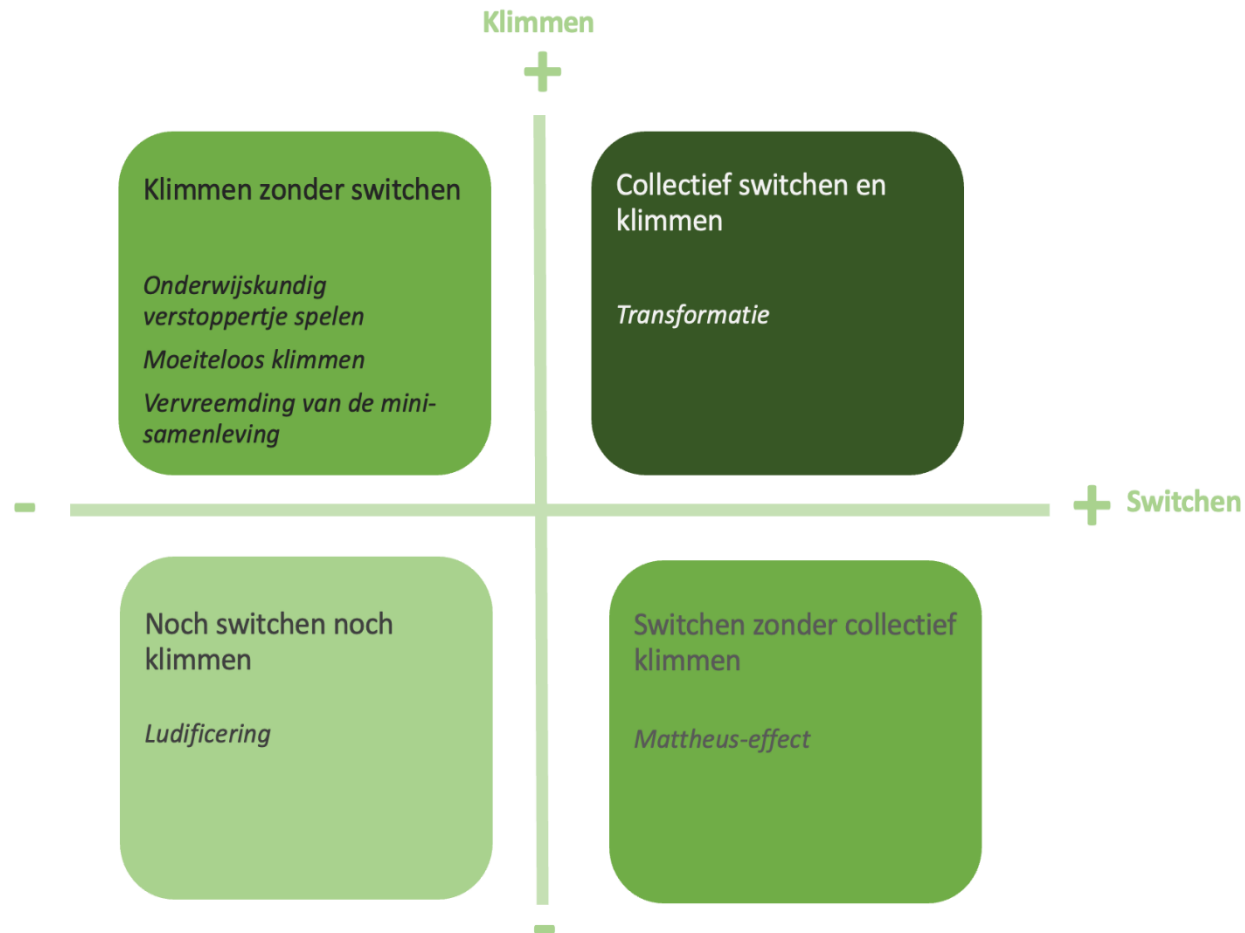 Klimmen
+
Klimmen zonder switchen
Onderwijskundig
verstoppertje spelen
Moeiteloos klimmen
Vervreemding van de mini-
samenleving
Collectief switchen en
klimmen
Transformatie
-
+ Switchen
Noch switchen noch
klimmen
Ludificering
Switchen zonder collectief
klimmen
Mattheus-effect
-